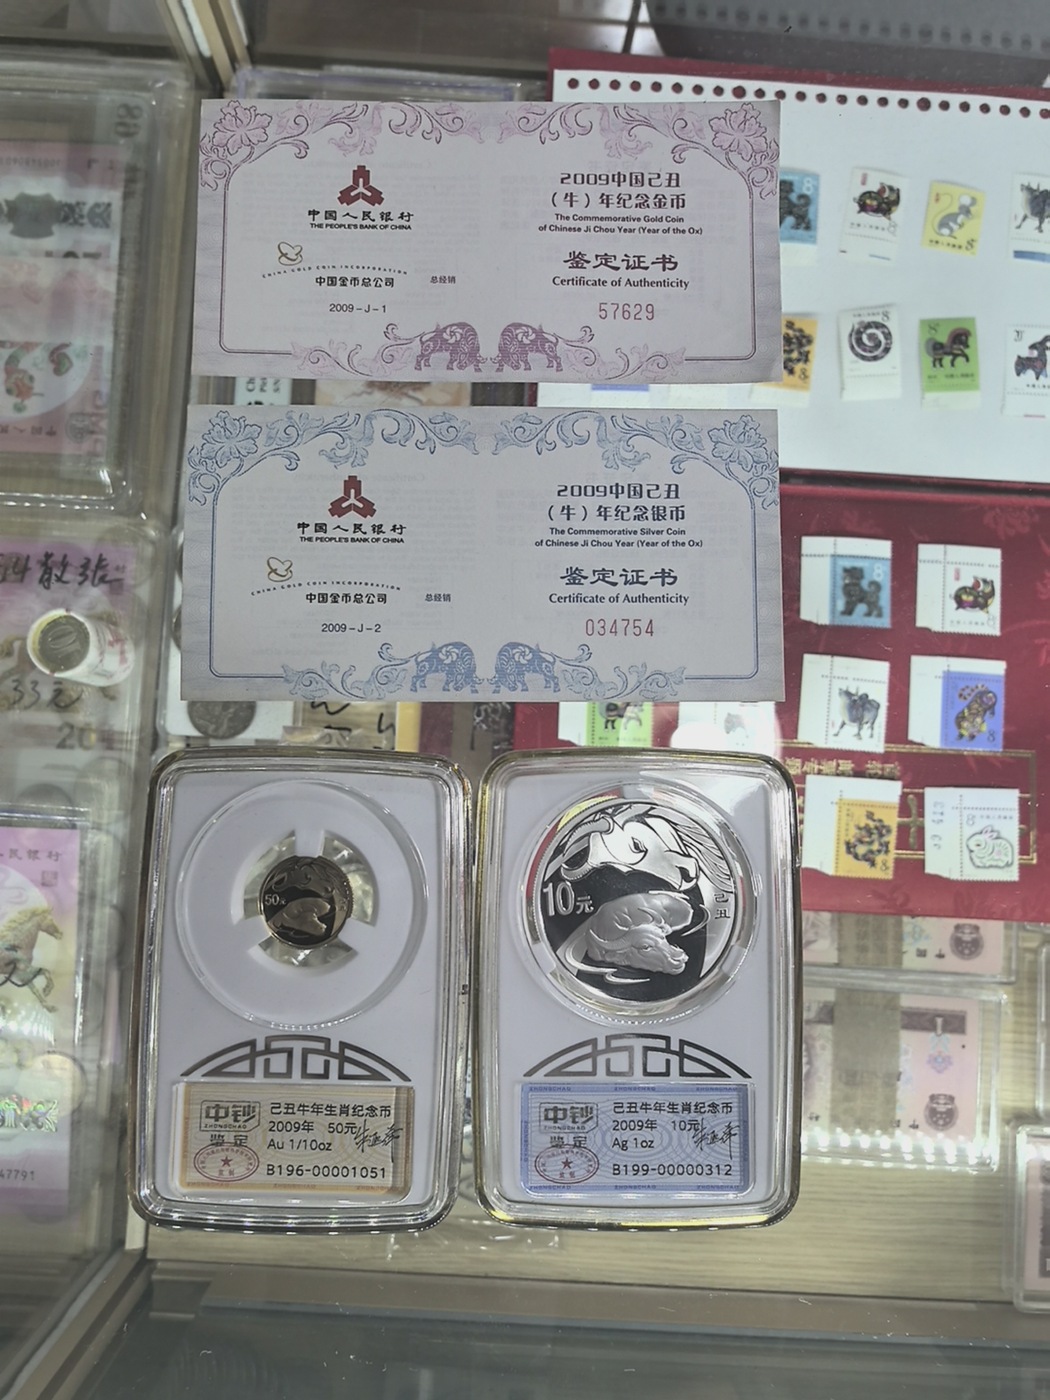 中国人民银行
THE PEOPLE'S BANK OF CHINA
CHINA GOLD COIN INCORPORATION
中国金币总公司 总经销
2009-J-1
2009中国己丑
（牛）年纪念金币
The Commemorative Gold Coin
of Chinese Ji Chou Year (Year of the Ox)
鉴定证书
Certificate of Authenticity
57629
中国人民银行
THE PEOPLE'S BANK OF CHINA
CHINA GOLD COIN INCORPORATION
中国金币总公司 总经销
2009-J-2
2009中国己丑
（牛）年纪念银币
The Commemorative Silver Coin
of Chinese Ji Chou Year (Year of the Ox)
鉴定证书
Certificate of Authenticity
034754
50元
10元
己丑
中钞
ZHONGCHAO
鉴定
己丑牛年生肖纪念币
2009年 50元
Au 1/10oz
B196-00001051
中钞
ZHONGCHAO
鉴定
己丑牛年生肖纪念币
2009年 10元
Ag 1oz
B199-00000312
散张
47791